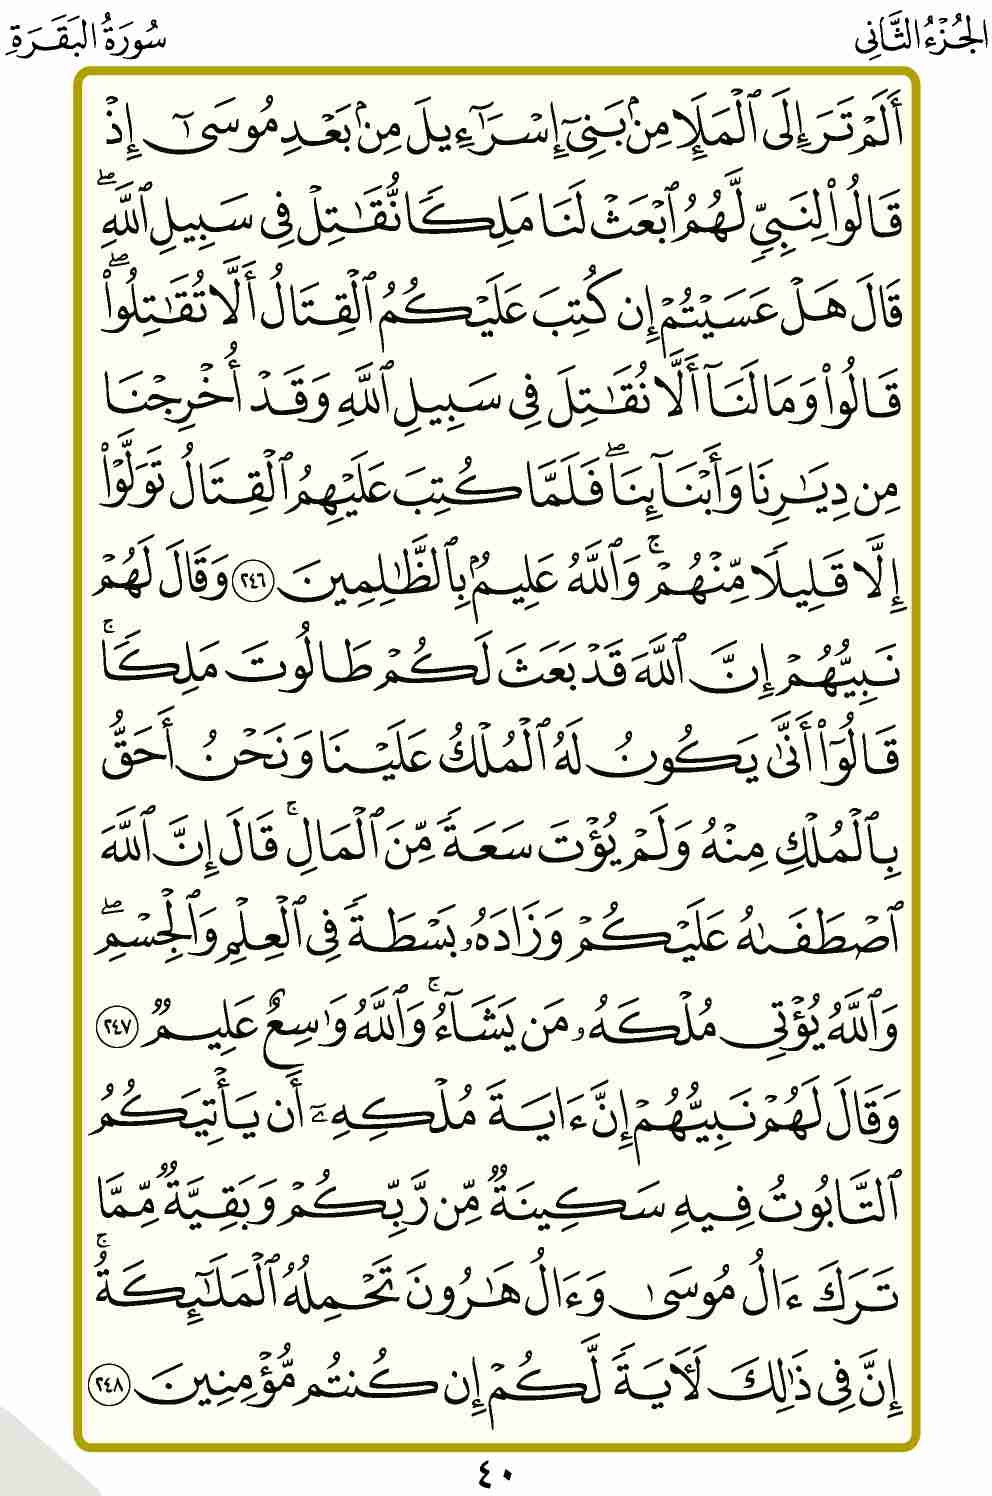 الجُزْءُ الثَّانِي
سُورَةُ البَقَرَةِ
أَلَمْ تَرَ إِلَى ٱلْمَلَإِ مِنۢ بَنِىٓ إِسْرَٰٓءِيلَ مِنۢ بَعْدِ مُوسَىٰٓ إِذْ
قَالُوا۟ لِنَبِىٍّ لَّهُمُ ٱبْعَثْ لَنَا مَلِكًا نُّقَٰتِلْ فِى سَبِيلِ ٱللَّهِ ۖ
قَالَ هَلْ عَسَيْتُمْ إِن كُتِبَ عَلَيْكُمُ ٱلْقِتَالُ أَلَّا تُقَٰتِلُوا۟ ۖ
قَالُوا۟ وَمَا لَنَآ أَلَّا نُقَٰتِلَ فِى سَبِيلِ ٱللَّهِ وَقَدْ أُخْرِجْنَا
مِن دِيَٰرِنَا وَأَبْنَآئِنَا ۖ فَلَمَّا كُتِبَ عَلَيْهِمُ ٱلْقِتَالُ تَوَلَّوْا۟
إِلَّا قَلِيلًا مِّنْهُمْ ۗ وَٱللَّهُ عَلِيمٌۢ بِٱلظَّٰلِمِينَ ٢٤٦ وَقَالَ لَهُمْ
نَبِيُّهُمْ إِنَّ ٱللَّهَ قَدْ بَعَثَ لَكُمْ طَالُوتَ مَلِكًا ۚ
قَالُوٓا۟ أَنَّىٰ يَكُونُ لَهُ ٱلْمُلْكُ عَلَيْنَا وَنَحْنُ أَحَقُّ
بِٱلْمُلْكِ مِنْهُ وَلَمْ يُؤْتَ سَعَةً مِّنَ ٱلْمَالِ ۚ قَالَ إِنَّ ٱللَّهَ
ٱصْطَفَىٰهُ عَلَيْكُمْ وَزَادَهُۥ بَسْطَةً فِى ٱلْعِلْمِ وَٱلْجِسْمِ ۖ
وَٱللَّهُ يُؤْتِى مُلْكَهُۥ مَن يَشَآءُ ۚ وَٱللَّهُ وَٰسِعٌ عَلِيمٌ ٢٤٧
وَقَالَ لَهُمْ نَبِيُّهُمْ إِنَّ ءَايَةَ مُلْكِهِۦٓ أَن يَأْتِيَكُمُ
ٱلتَّابُوتُ فِيهِ سَكِينَةٌ مِّن رَّبِّكُمْ وَبَقِيَّةٌ مِّمَّا
تَرَكَ ءَالُ مُوسَىٰ وَءَالُ هَٰرُونَ تَحْمِلُهُ ٱلْمَلَٰٓئِكَةُ ۚ
إِنَّ فِى ذَٰلِكَ لَءَايَةً لَّكُمْ إِن كُنتُم مُّؤْمِنِينَ ٢٤٨
٤٠